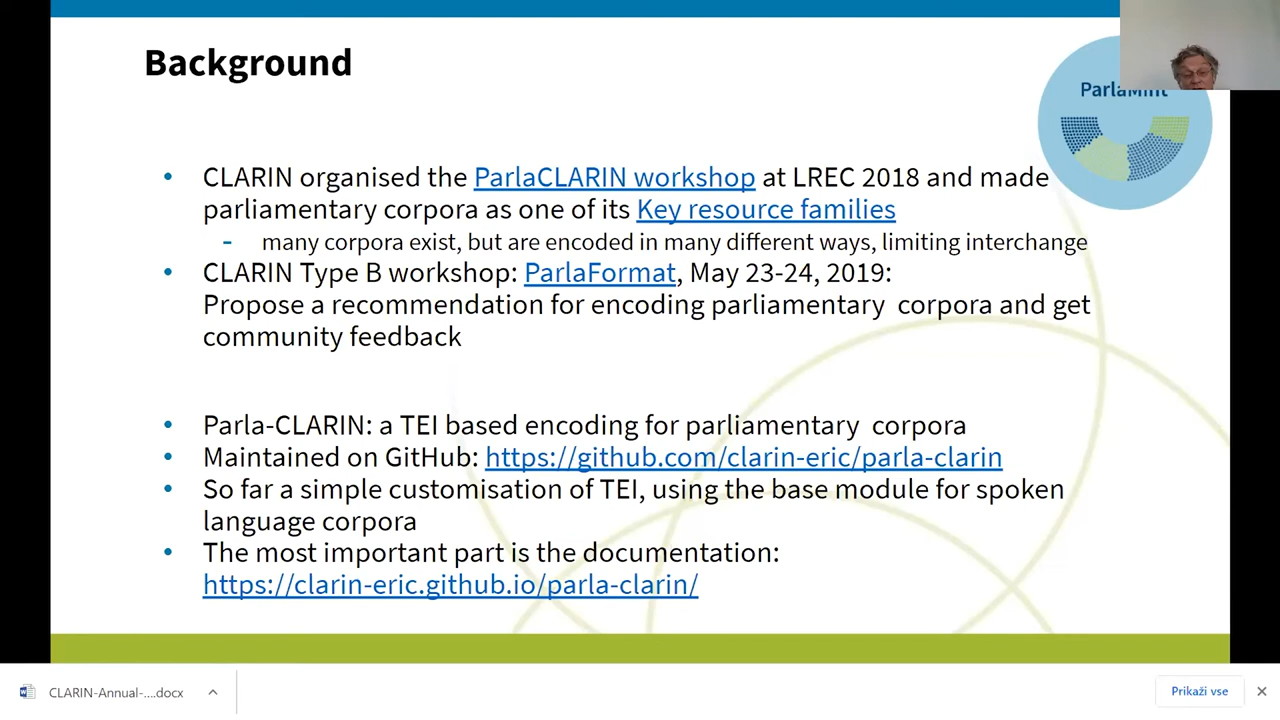 Background
ParlaMint
• CLARIN organised the ParlaCLARIN workshop at LREC 2018 and made
parliamentary corpora as one of its Key resource families
- many corpora exist, but are encoded in many different ways, limiting interchange
• CLARIN Type B workshop: ParlaFormat, May 23-24, 2019:
Propose a recommendation for encoding parliamentary corpora and get
community feedback
• Parla-CLARIN: a TEI based encoding for parliamentary corpora
• Maintained on GitHub: https://github.com/clarin-eric/parla-clarin
• So far a simple customisation of TEI, using the base module for spoken
language corpora
• The most important part is the documentation:
https://clarin-eric.github.io/parla-clarin/
CLARIN-Annual-....docx
Prikaži vse